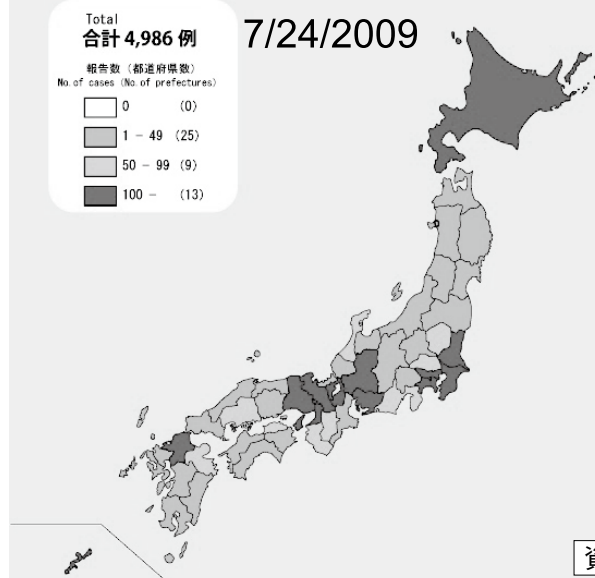 Total
合計 4,986 例
7/24/2009
報告数 (都道府県数)
No. of cases (No. of prefectures)
0 (0)
1 - 49 (25)
50 - 99 (9)
100 - (13)
資